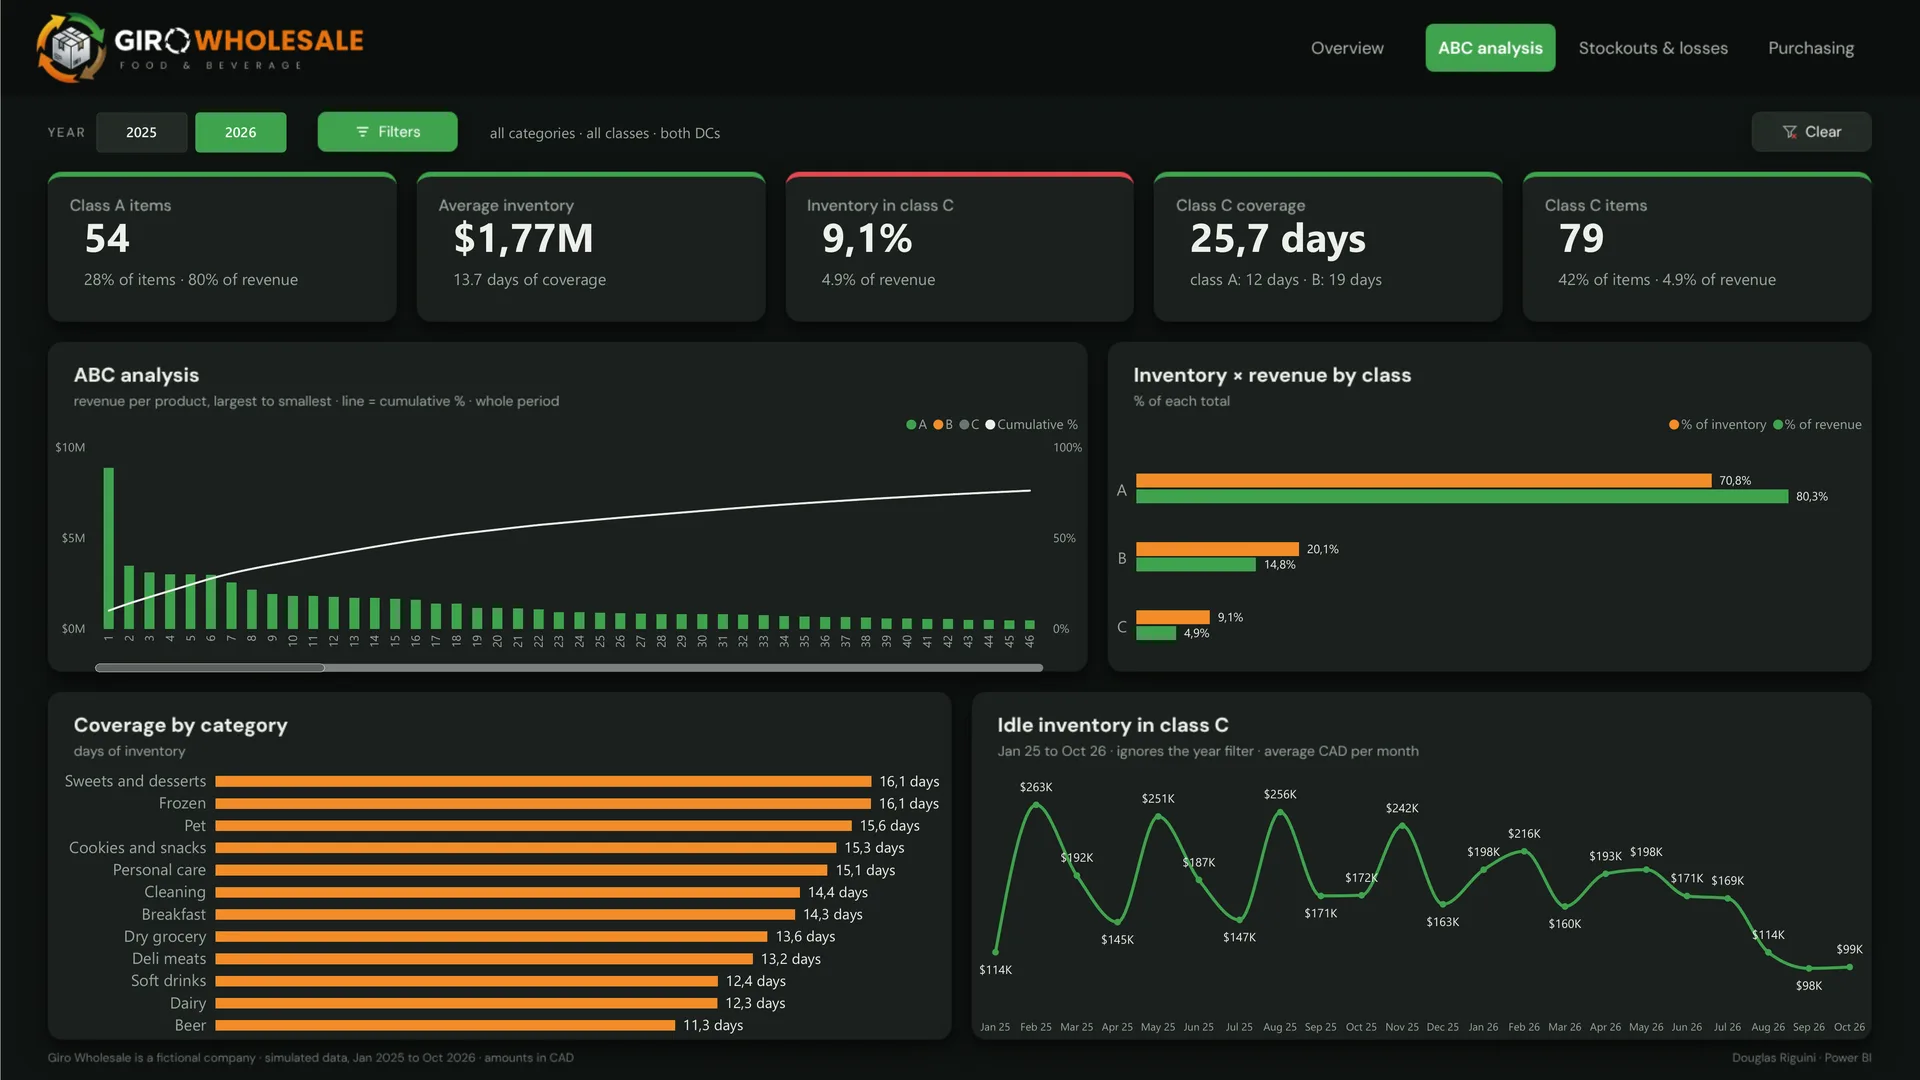 GIROWHOLESALE
FOOD & BEVERAGE
Overview
ABC analysis
Stockouts & losses
Purchasing
YEAR
2025
2026
Filters
all categories · all classes · both DCs
Clear
Class A items
54
28% of items · 80% of revenue
Average inventory
$1,77M
13.7 days of coverage
Inventory in class C
9,1%
4.9% of revenue
Class C coverage
25,7 days
class A: 12 days · B: 19 days
Class C items
79
42% of items · 4.9% of revenue
ABC analysis
revenue per product, largest to smallest · line = cumulative % · whole period
A B C Cumulative %
$10M
$5M
$0M
100%
50%
0%
1 2 3 4 5 6 7 8 9 10 11 12 13 14 15 16 17 18 19 20 21 22 23 24 25 26 27 28 29 30 31 32 33 34 35 36 37 38 39 40 41 42 43 44 45 46
Inventory × revenue by class
% of each total
% of inventory % of revenue
A
70,8%
80,3%
B
20,1%
14,8%
C
9,1%
4,9%
Coverage by category
days of inventory
Sweets and desserts 16,1 days
Frozen 16,1 days
Pet 15,6 days
Cookies and snacks 15,3 days
Personal care 15,1 days
Cleaning 14,4 days
Breakfast 14,3 days
Dry grocery 13,6 days
Deli meats 13,2 days
Soft drinks 12,4 days
Dairy 12,3 days
Beer 11,3 days
Idle inventory in class C
Jan 25 to Oct 26 · ignores the year filter · average CAD per month
$114K
$263K
$192K
$145K
$251K
$187K
$147K
$256K
$171K
$172K
$242K
$163K
$198K
$216K
$160K
$193K
$198K
$171K
$169K
$114K
$98K
$99K
Jan 25 Feb 25 Mar 25 Apr 25 May 25 Jun 25 Jul 25 Aug 25 Sep 25 Oct 25 Nov 25 Dec 25 Jan 26 Feb 26 Mar 26 Apr 26 May 26 Jun 26 Jul 26 Aug 26 Sep 26 Oct 26
Giro Wholesale is a fictional company · simulated data, Jan 2025 to Oct 2026 · amounts in CAD
Douglas Riguini · Power BI